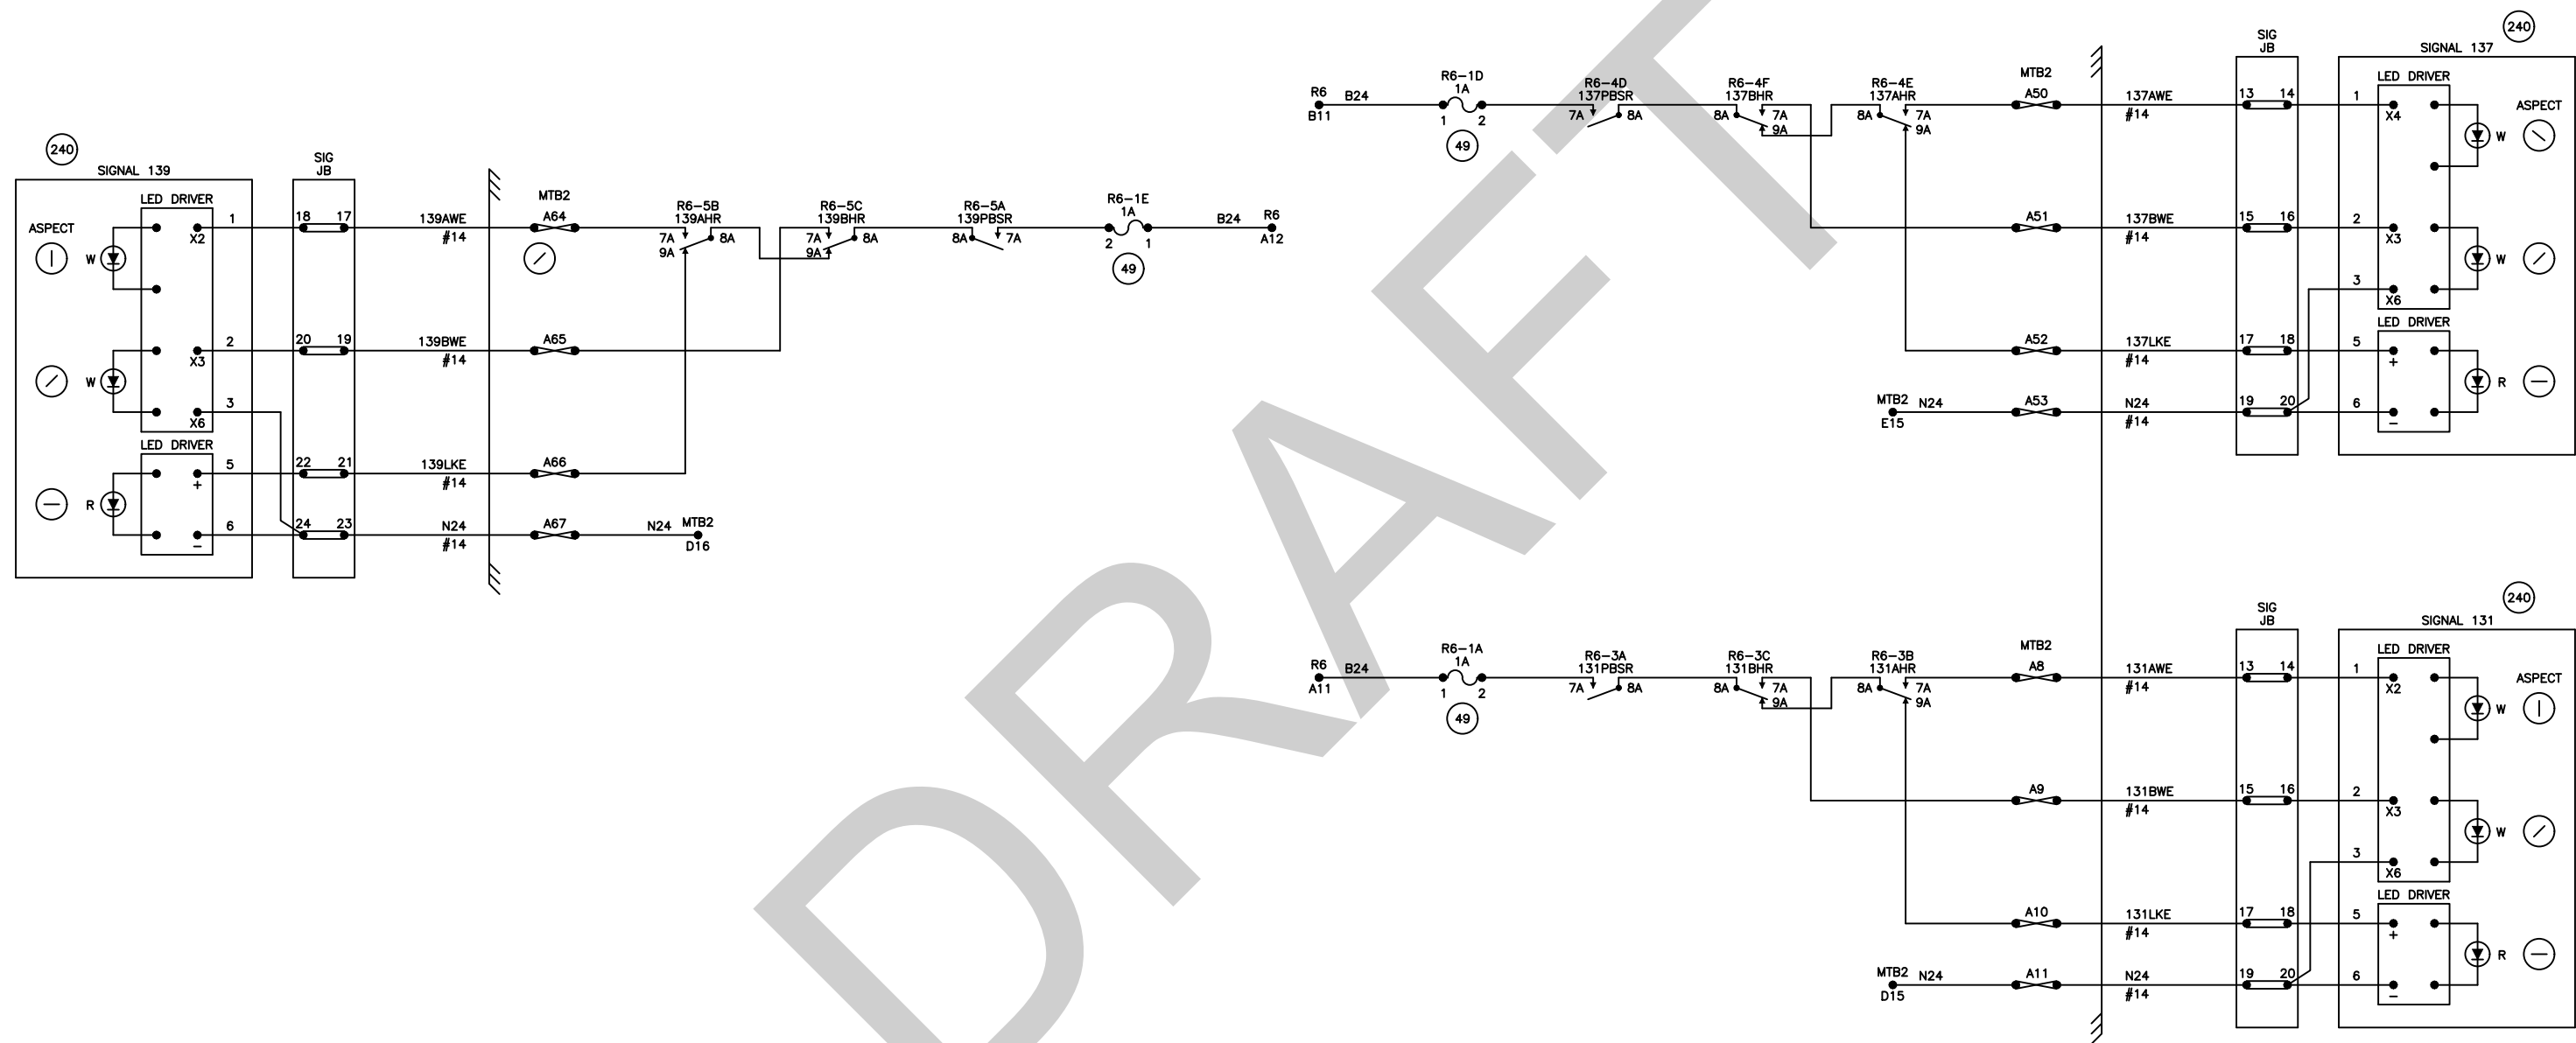 DRAFT
240
SIGNAL 139
SIG
JB
LED DRIVER
ASPECT
W
X2
1
18 17
139AWE
#14
MTB2
A64
R6-5B
139AHR
7A
8A
9A
R6-5C
139BHR
7A
8A
9A
R6-5A
139PBSR
8A
7A
R6-1E
1A
2
1
49
B24
R6
A12
W
X3
2
20 19
139BWE
#14
A65
3
X6
LED DRIVER
R
5
+
22 21
139LKE
#14
A66
6
-
24 23
N24
#14
A67
N24
MTB2
D16
240
SIG
JB
SIGNAL 137
R6
B11
B24
R6-1D
1A
1
2
49
R6-4D
137PBSR
7A
8A
R6-4F
137BHR
8A
7A
9A
R6-4E
137AHR
8A
7A
9A
MTB2
A50
137AWE
#14
13 14
1
LED DRIVER
X4
W
ASPECT
A51
137BWE
#14
15 16
2
X3
W
3
X6
A52
137LKE
#14
17 18
5
LED DRIVER
+
R
MTB2
E15
N24
A53
N24
#14
19 20
6
-
240
SIG
JB
SIGNAL 131
R6
A11
B24
R6-1A
1A
1
2
49
R6-3A
131PBSR
7A
8A
R6-3C
131BHR
8A
7A
9A
R6-3B
131AHR
8A
7A
9A
MTB2
A8
131AWE
#14
13 14
1
LED DRIVER
X2
W
ASPECT
A9
131BWE
#14
15 16
2
X3
W
3
X6
A10
131LKE
#14
17 18
5
LED DRIVER
+
R
MTB2
D15
N24
A11
N24
#14
19 20
6
-